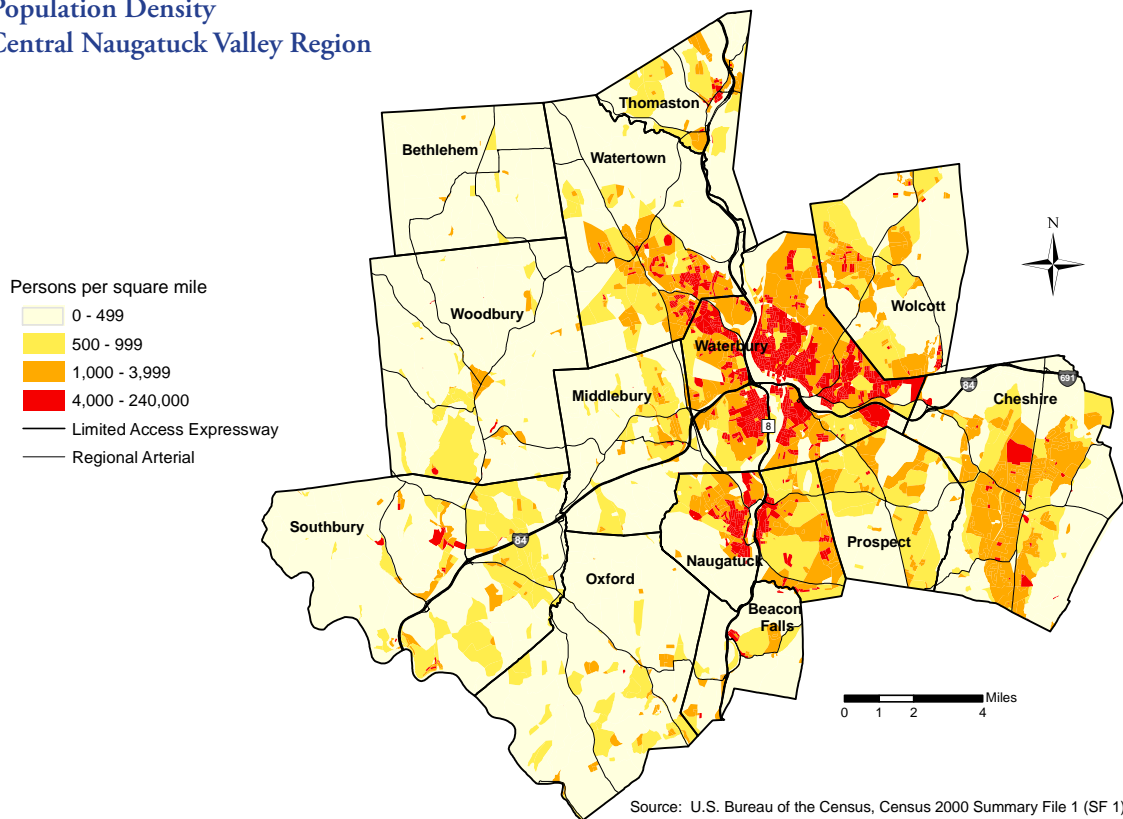 Population Density
Central Naugatuck Valley Region
Thomaston
Bethlehem
Watertown
N
Persons per square mile
0 - 499
500 - 999
1,000 - 3,999
4,000 - 240,000
Limited Access Expressway
Regional Arterial
Woodbury
Wolcott
Waterbury
Middlebury
84
691
Cheshire
8
Southbury
84
Oxford
Naugatuck
Prospect
Beacon
Falls
Miles
0 1 2 4
Source: U.S. Bureau of the Census, Census 2000 Summary File 1 (SF 1)